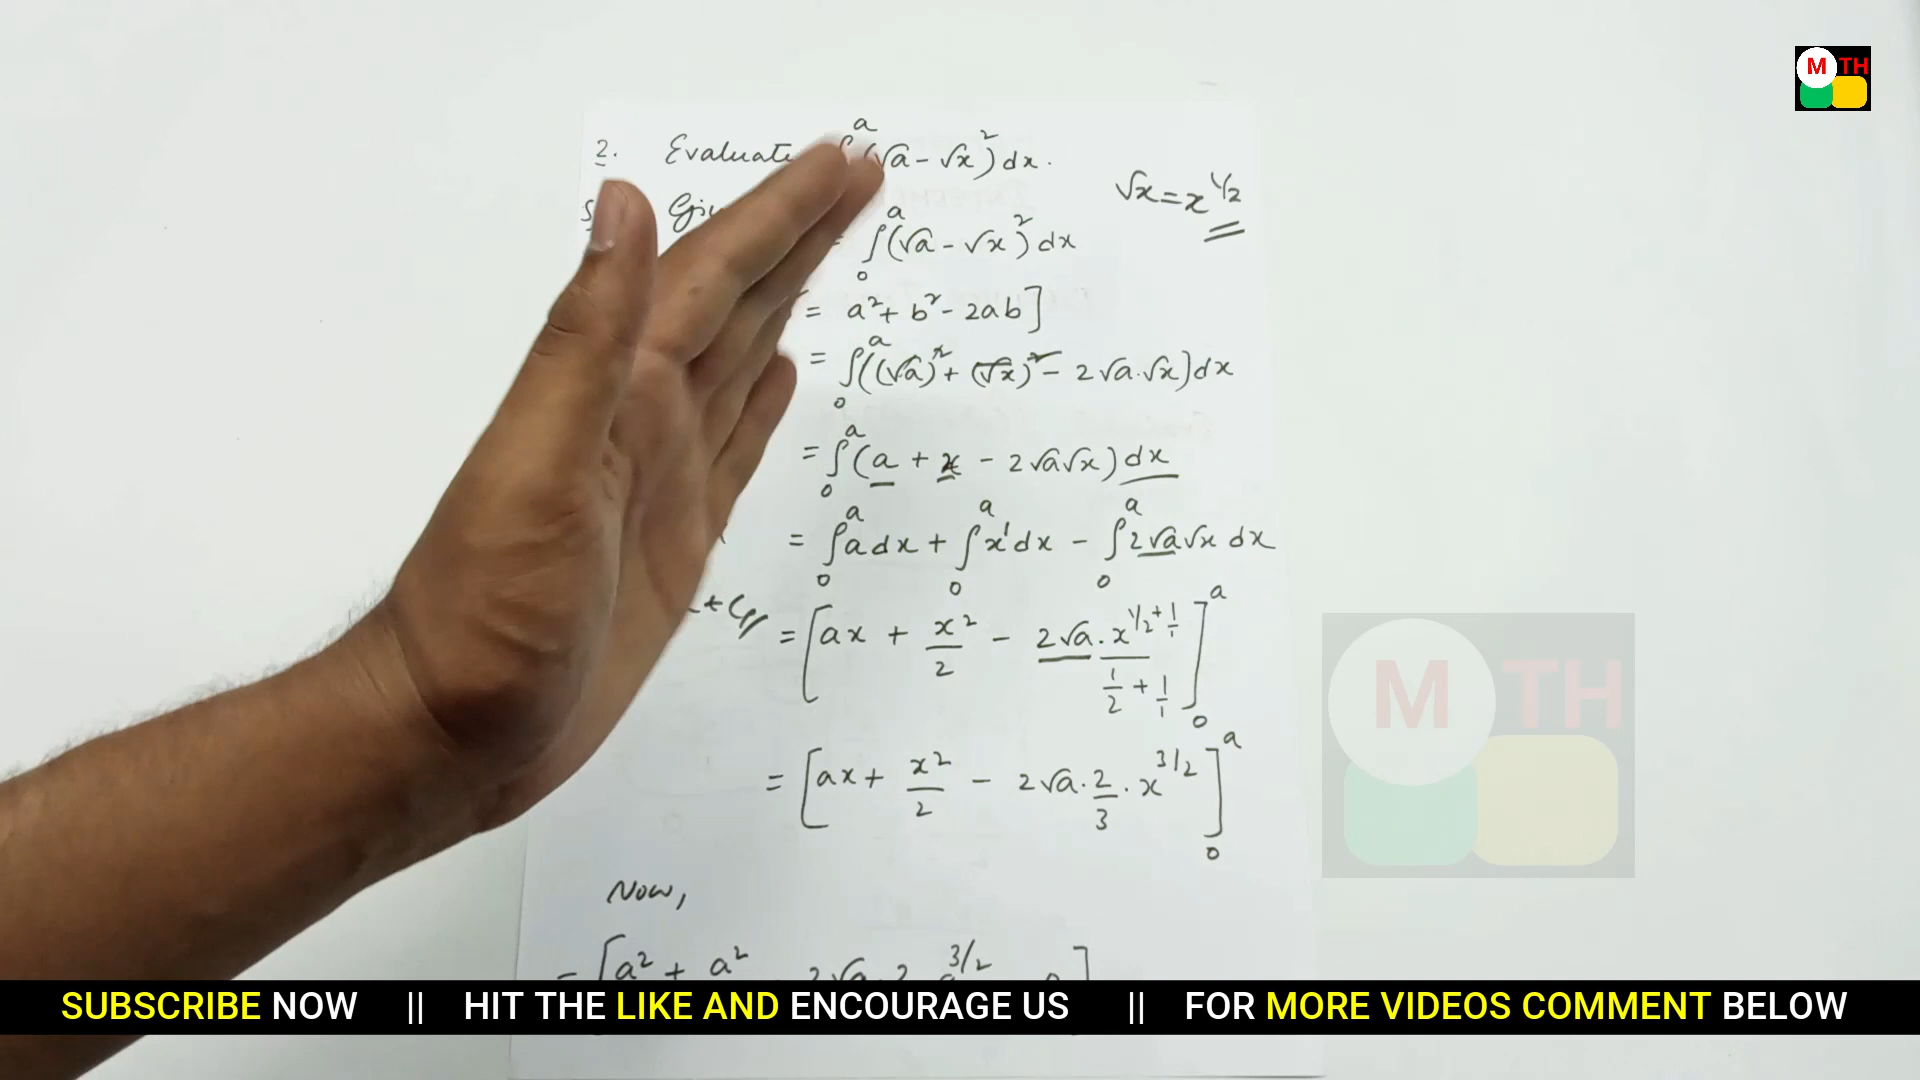 M TH
2. Evaluate ∫ᵃ (√a - √x)² dx.
√x = x^1/2
= ∫₀ᵃ (√a - √x)² dx
= a² + b² - 2ab]
= ∫₀ᵃ ((√a)² + (√x)² - 2√a.√x) dx
= ∫₀ᵃ (a + x - 2√a√x) dx
= ∫₀ᵃ a dx + ∫₀ᵃ x¹ dx - ∫₀ᵃ 2√a√x dx
= [ax + x²/2 - 2√a . x^(1/2 + 1/1) / (1/2 + 1/1)]₀ᵃ
M TH
= [ax + x²/2 - 2√a . 2/3 . x^3/2]₀ᵃ
Now,
= [a² + a²
SUBSCRIBE NOW || HIT THE LIKE AND ENCOURAGE US || FOR MORE VIDEOS COMMENT BELOW